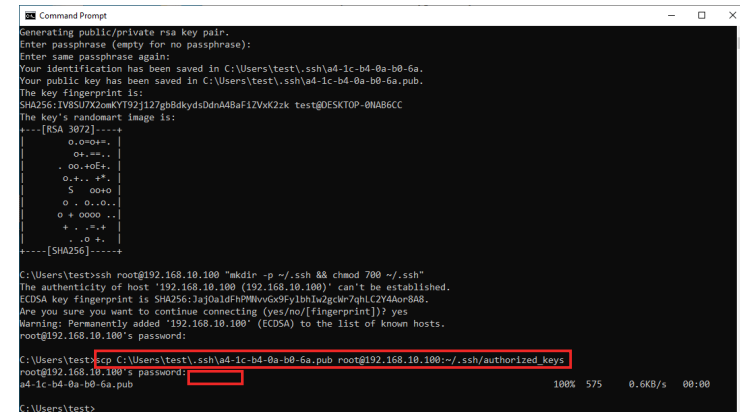 Command Prompt
Generating public/private rsa key pair.
Enter passphrase (empty for no passphrase):
Enter same passphrase again:
Your identification has been saved in C:\Users\test\.ssh\a4-1c-b4-0a-b0-6a.
Your public key has been saved in C:\Users\test\.ssh\a4-1c-b4-0a-b0-6a.pub.
The key fingerprint is:
SHA256:IV8SU7X2omKYT92j127gbBdkydsDdnA4BaFiZVxK2zk test@DESKTOP-0NAB6CC
The key's randomart image is:
+---[RSA 3072]----+
|        o.o=o+=. |
|         o+.==.. |
|      . oo.+oE+. |
|       o.+.. +*. |
|        S   oo+o |
|       o . o..o..|
|      o + oooo ..|
|       + . .=.+  |
|        . .o +.  |
+----[SHA256]-----+
C:\Users\test>ssh root@192.168.10.100 "mkdir -p ~/.ssh && chmod 700 ~/.ssh"
The authenticity of host '192.168.10.100 (192.168.10.100)' can't be established.
ECDSA key fingerprint is SHA256:JajOaldFhPMNvvGx9FylbhIw2gcWr7qhLC2Y4Aor8A8.
Are you sure you want to continue connecting (yes/no/[fingerprint])? yes
Warning: Permanently added '192.168.10.100' (ECDSA) to the list of known hosts.
root@192.168.10.100's password:
C:\Users\test>scp C:\Users\test\.ssh\a4-1c-b4-0a-b0-6a.pub root@192.168.10.100:~/.ssh/authorized_keys
root@192.168.10.100's password:
a4-1c-b4-0a-b0-6a.pub 100% 575 0.6KB/s 00:00
C:\Users\test>